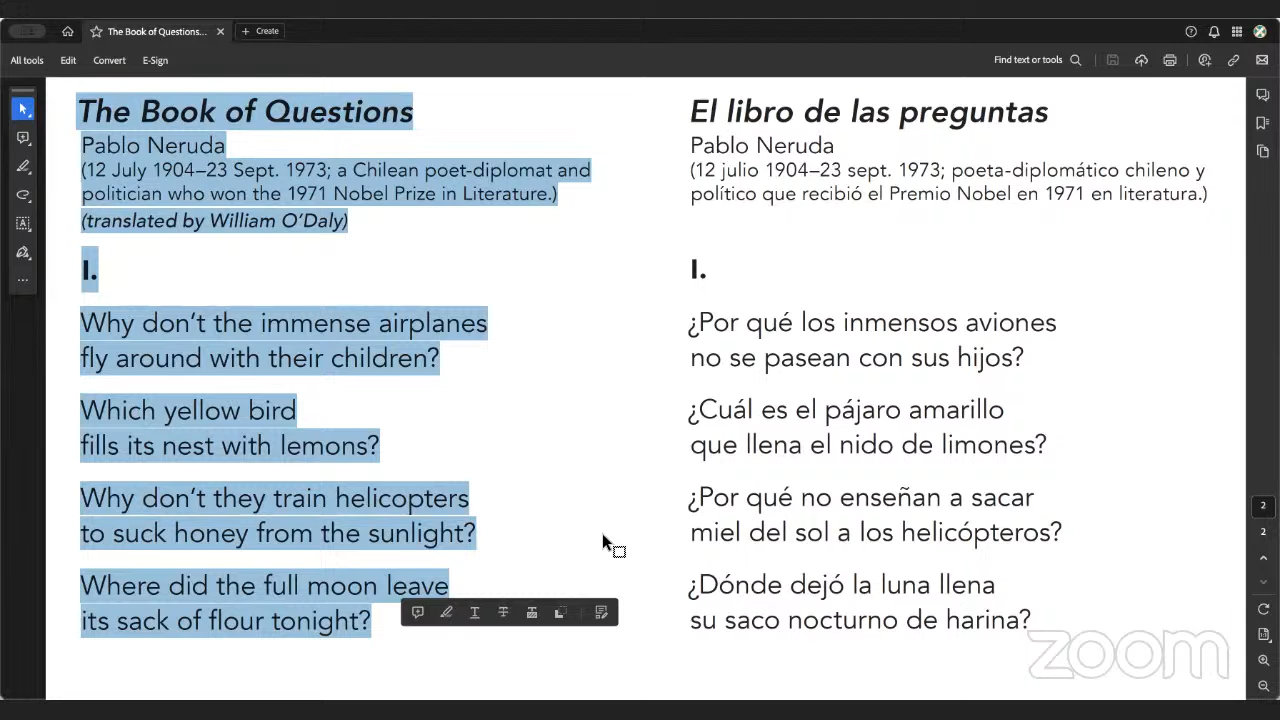 The Book of Questions...
Create
All tools
Edit
Convert
E-Sign
Find text or tools
The Book of Questions
Pablo Neruda
(12 July 1904–23 Sept. 1973; a Chilean poet-diplomat and
politician who won the 1971 Nobel Prize in Literature.)
(translated by William O’Daly)
I.
Why don’t the immense airplanes
fly around with their children?
Which yellow bird
fills its nest with lemons?
Why don’t they train helicopters
to suck honey from the sunlight?
Where did the full moon leave
its sack of flour tonight?
El libro de las preguntas
Pablo Neruda
(12 julio 1904–23 sept. 1973; poeta-diplomático chileno y
político que recibió el Premio Nobel en 1971 en literatura.)
I.
¿Por qué los inmensos aviones
no se pasean con sus hijos?
¿Cuál es el pájaro amarillo
que llena el nido de limones?
¿Por qué no enseñan a sacar
miel del sol a los helicópteros?
¿Dónde dejó la luna llena
su saco nocturno de harina?
2
2
zoom